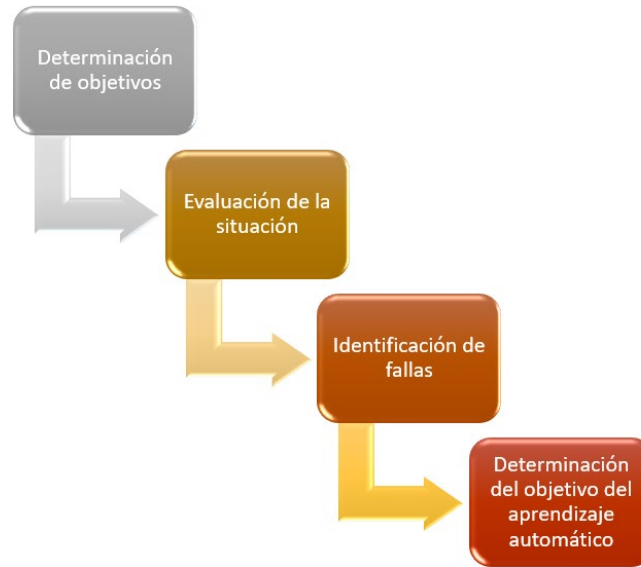 Determinación
de objetivos
Evaluación de la
situación
Identificación de
fallas
Determinación
del objetivo del
aprendizaje
automático